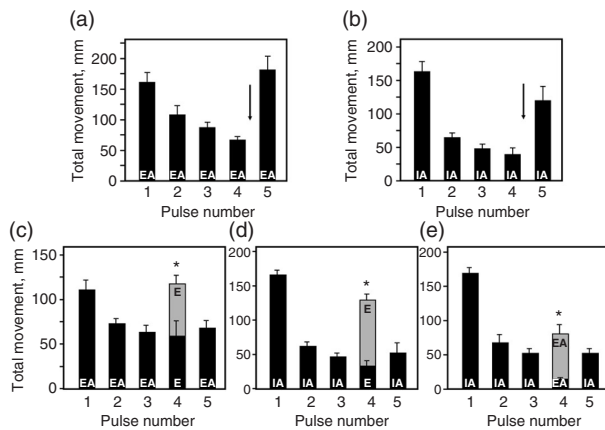 (a)
Total movement, mm
200
150
100
50
0
EA EA EA EA EA
1 2 3 4 5
Pulse number
(b)
Total movement, mm
200
150
100
50
0
IA IA IA IA IA
1 2 3 4 5
Pulse number
(c)
Total movement, mm
150
100
50
0
*
E
EA EA EA E EA
1 2 3 4 5
Pulse number
(d)
200
150
100
50
0
*
E
IA IA IA E IA
1 2 3 4 5
Pulse number
(e)
200
150
100
50
0
*
EA
IA IA IA EA IA
1 2 3 4 5
Pulse number